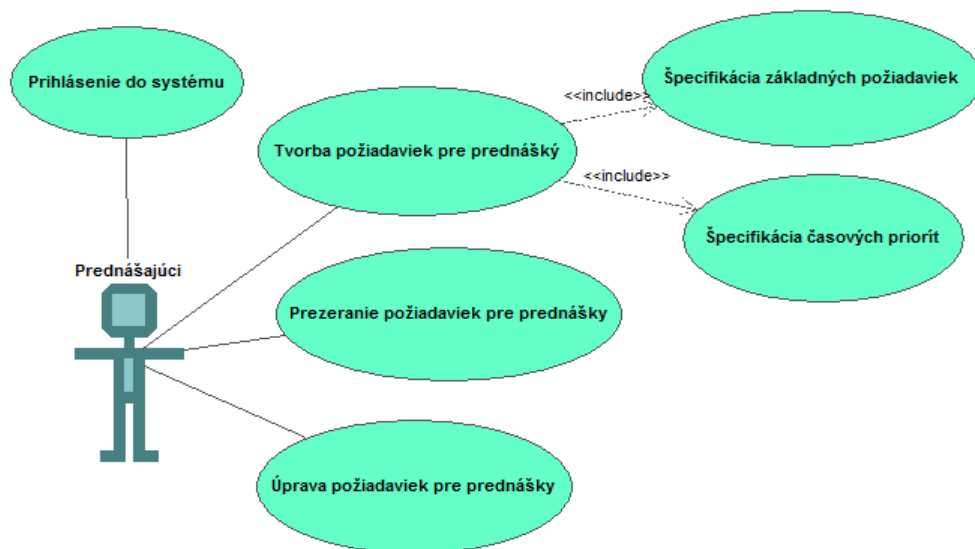 Prihlásenie do systému
Špecifikácia základných požiadaviek
<<include>>
Tvorba požiadaviek pre prednášký
<<include>>
Špecifikácia časových priorít
Prednášajúci
Prezeranie požiadaviek pre prednášky
Úprava požiadaviek pre prednášky